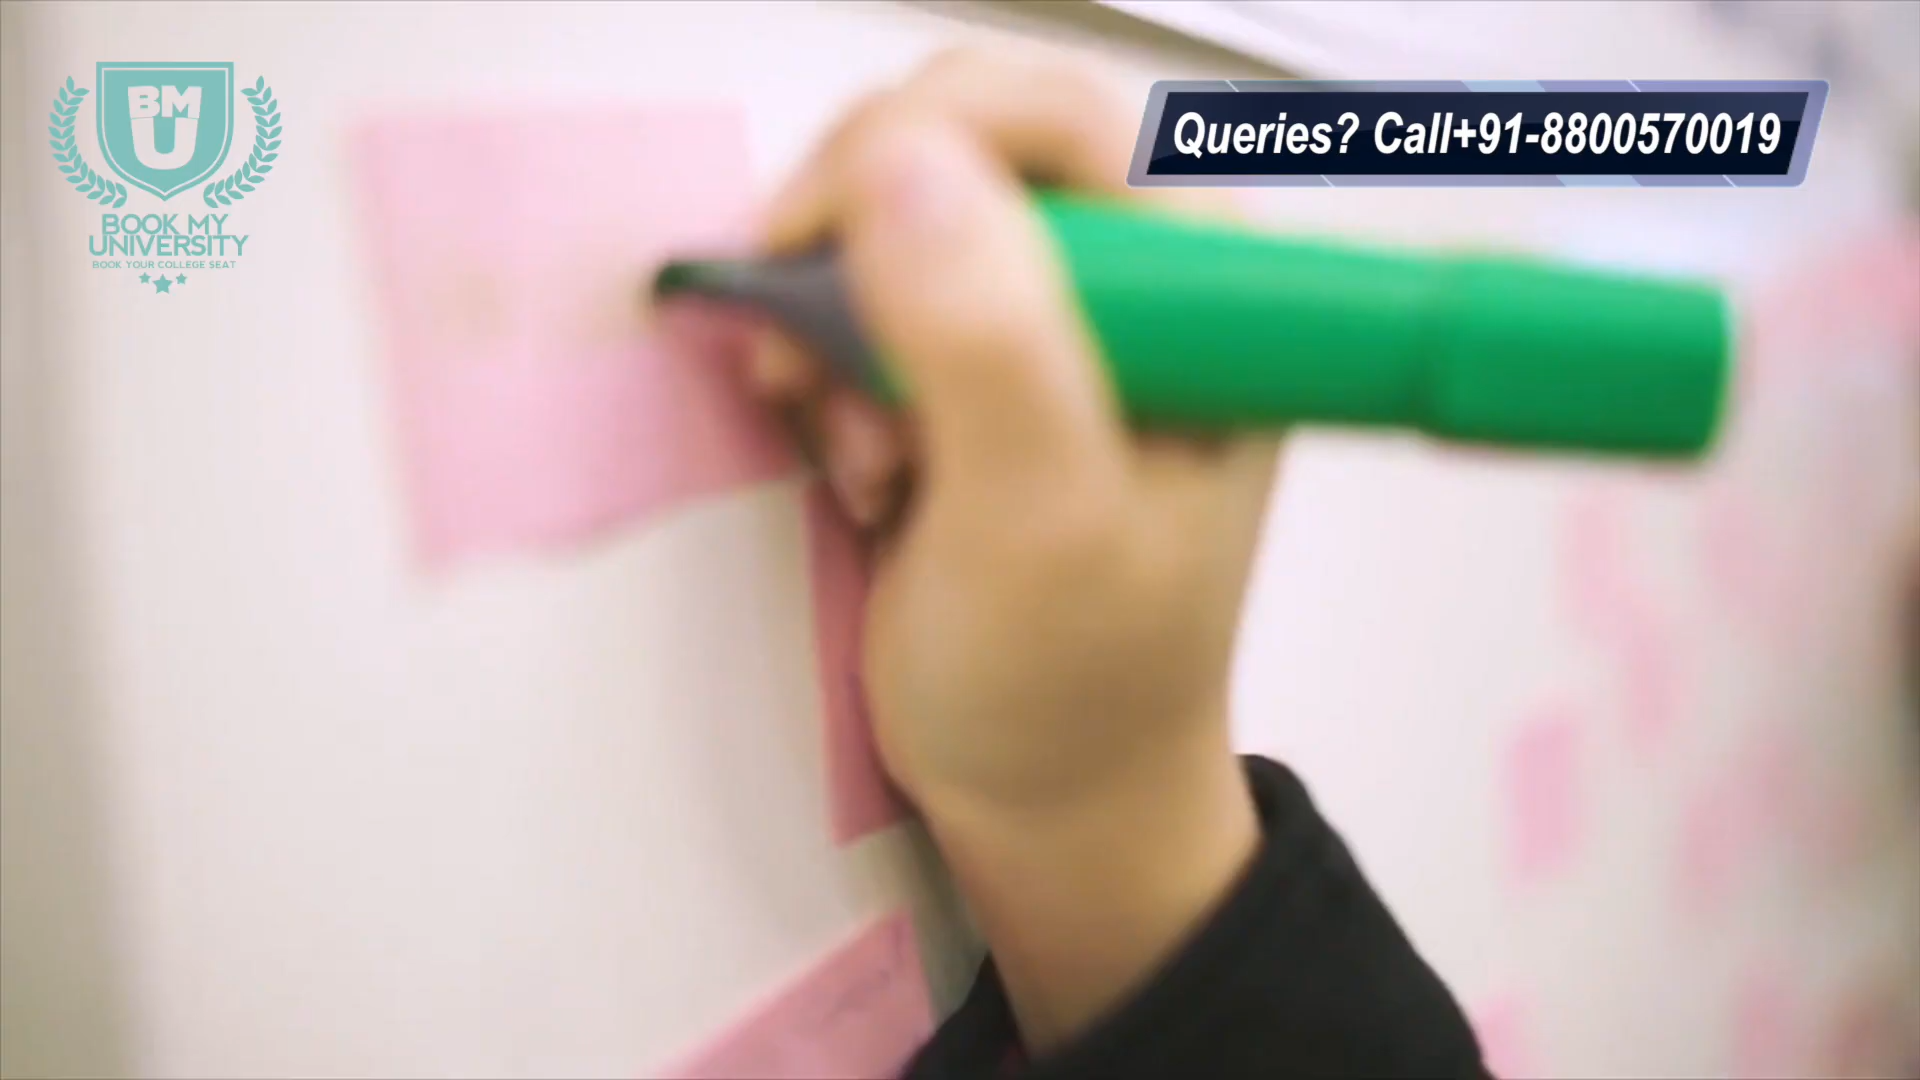 BMU
BOOK MY
UNIVERSITY
BOOK YOUR COLLEGE SEAT
Queries? Call+91-8800570019